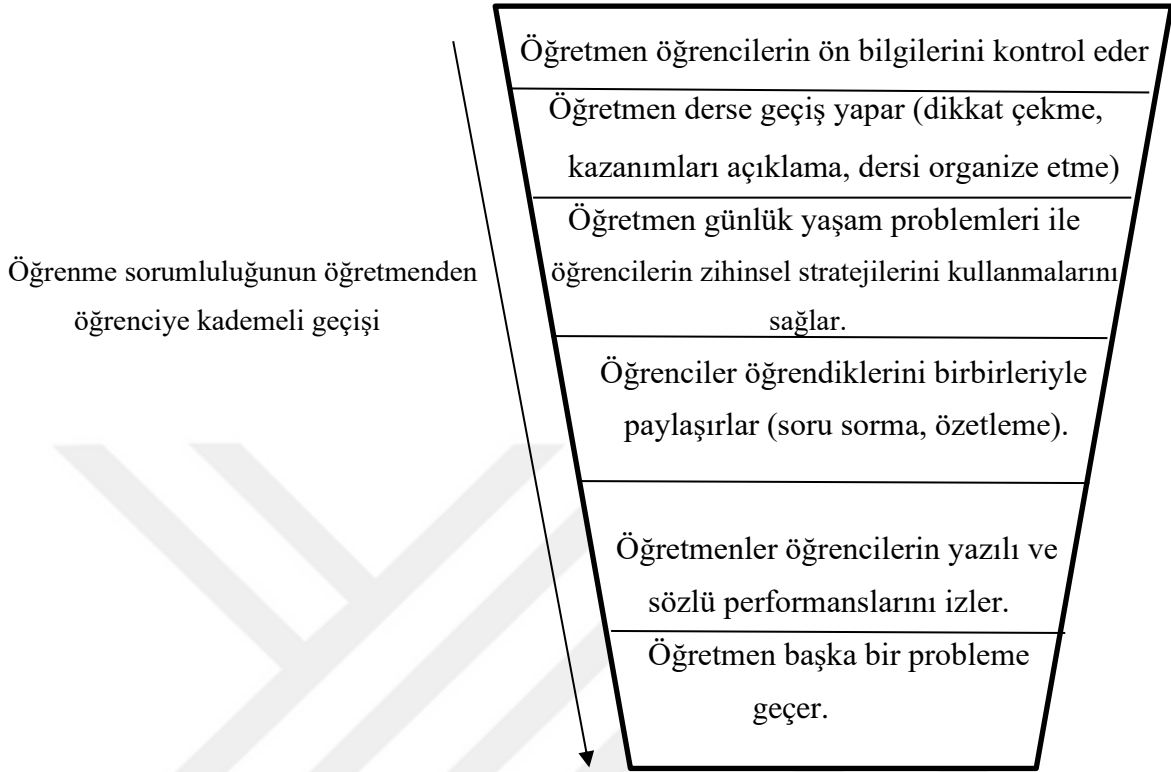 Öğretmen öğrencilerin ön bilgilerini kontrol eder
Öğretmen derse geçiş yapar (dikkat çekme,
kazanımları açıklama, dersi organize etme)
Öğretmen günlük yaşam problemleri ile
öğrencilerin zihinsel stratejilerini kullanmalarını
sağlar.
Öğrenme sorumluluğunun öğretmenden
öğrenciye kademeli geçişi
Öğrenciler öğrendiklerini birbirleriyle
paylaşırlar (soru sorma, özetleme).
Öğretmenler öğrencilerin yazılı ve
sözlü performanslarını izler.
Öğretmen başka bir probleme
geçer.